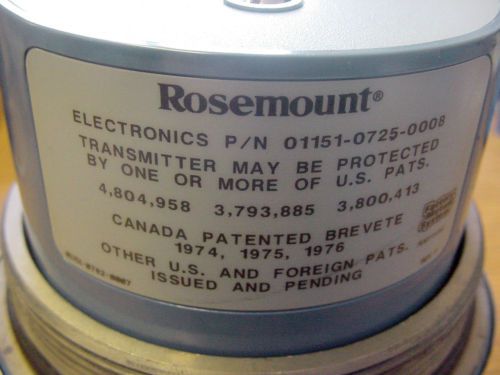 Rosemount®
ELECTRONICS P/N 01151-0725-0008
TRANSMITTER MAY BE PROTECTED
BY ONE OR MORE OF U.S. PATS.
4,804,958 3,793,885 3,800,413
CANADA PATENTED BREVETE
1974, 1975, 1976
OTHER U.S. AND FOREIGN PATS.
ISSUED AND PENDING